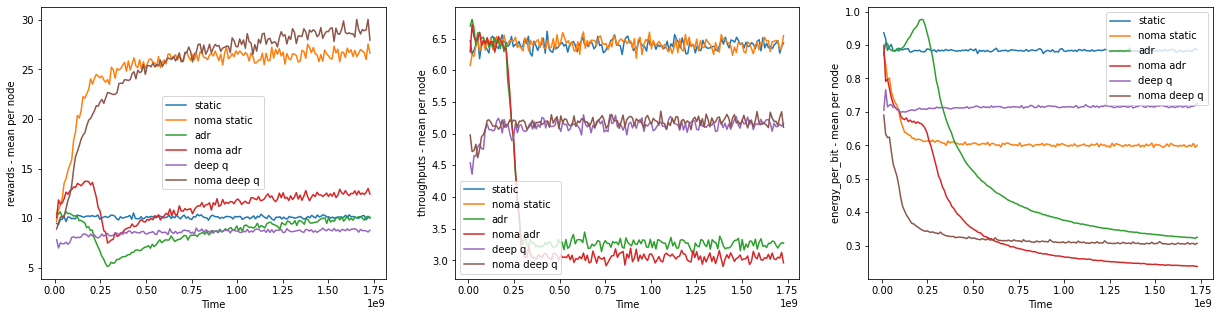 rewards - mean per node
30
25
20
15
10
5
static
noma static
adr
noma adr
deep q
noma deep q
0.00 0.25 0.50 0.75 1.00 1.25 1.50 1.75
1e9
Time
throughputs - mean per node
6.5
6.0
5.5
5.0
4.5
4.0
3.5
3.0
static
noma static
adr
noma adr
deep q
noma deep q
0.00 0.25 0.50 0.75 1.00 1.25 1.50 1.75
1e9
Time
energy_per_bit - mean per node
1.0
0.9
0.8
0.7
0.6
0.5
0.4
0.3
static
noma static
adr
noma adr
deep q
noma deep q
0.00 0.25 0.50 0.75 1.00 1.25 1.50 1.75
1e9
Time